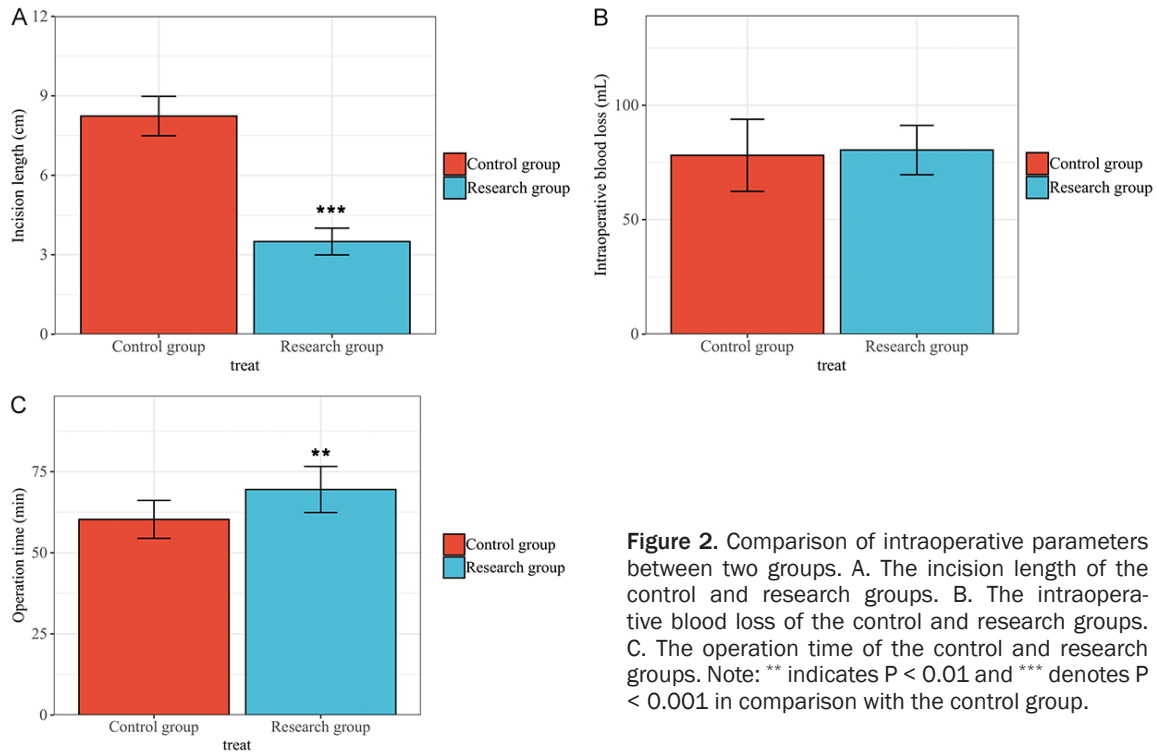 A
12
9
6
3
0
Incision length (cm)
***
Control group
Research group
treat
Control group
Research group
B
100
50
0
Intraoperative blood loss (mL)
Control group
Research group
treat
Control group
Research group
C
75
50
25
0
Operation time (min)
**
Control group
Research group
treat
Control group
Research group
Figure 2. Comparison of intraoperative parameters
between two groups. A. The incision length of the
control and research groups. B. The intraopera-
tive blood loss of the control and research groups.
C. The operation time of the control and research
groups. Note: ** indicates P < 0.01 and *** denotes P
< 0.001 in comparison with the control group.